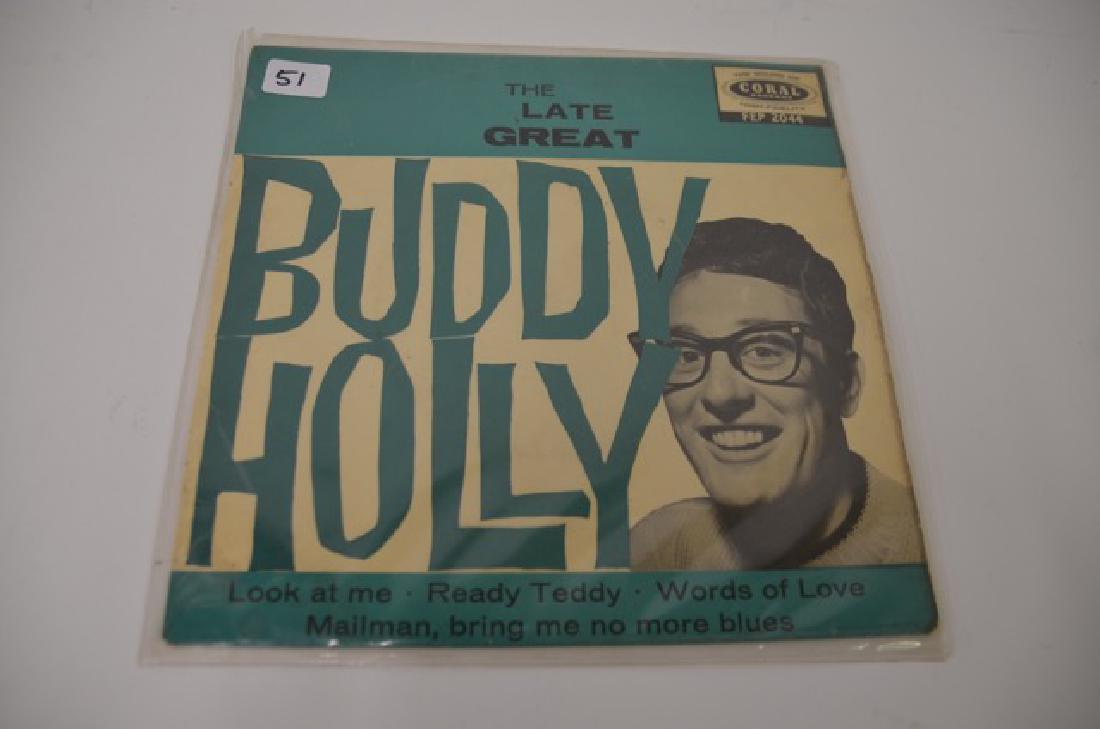 51
THE
LATE
GREAT
CORAL
FEP 2044
BUDDY
HOLLY
Look at me · Ready Teddy · Words of Love
Mailman, bring me no more blues